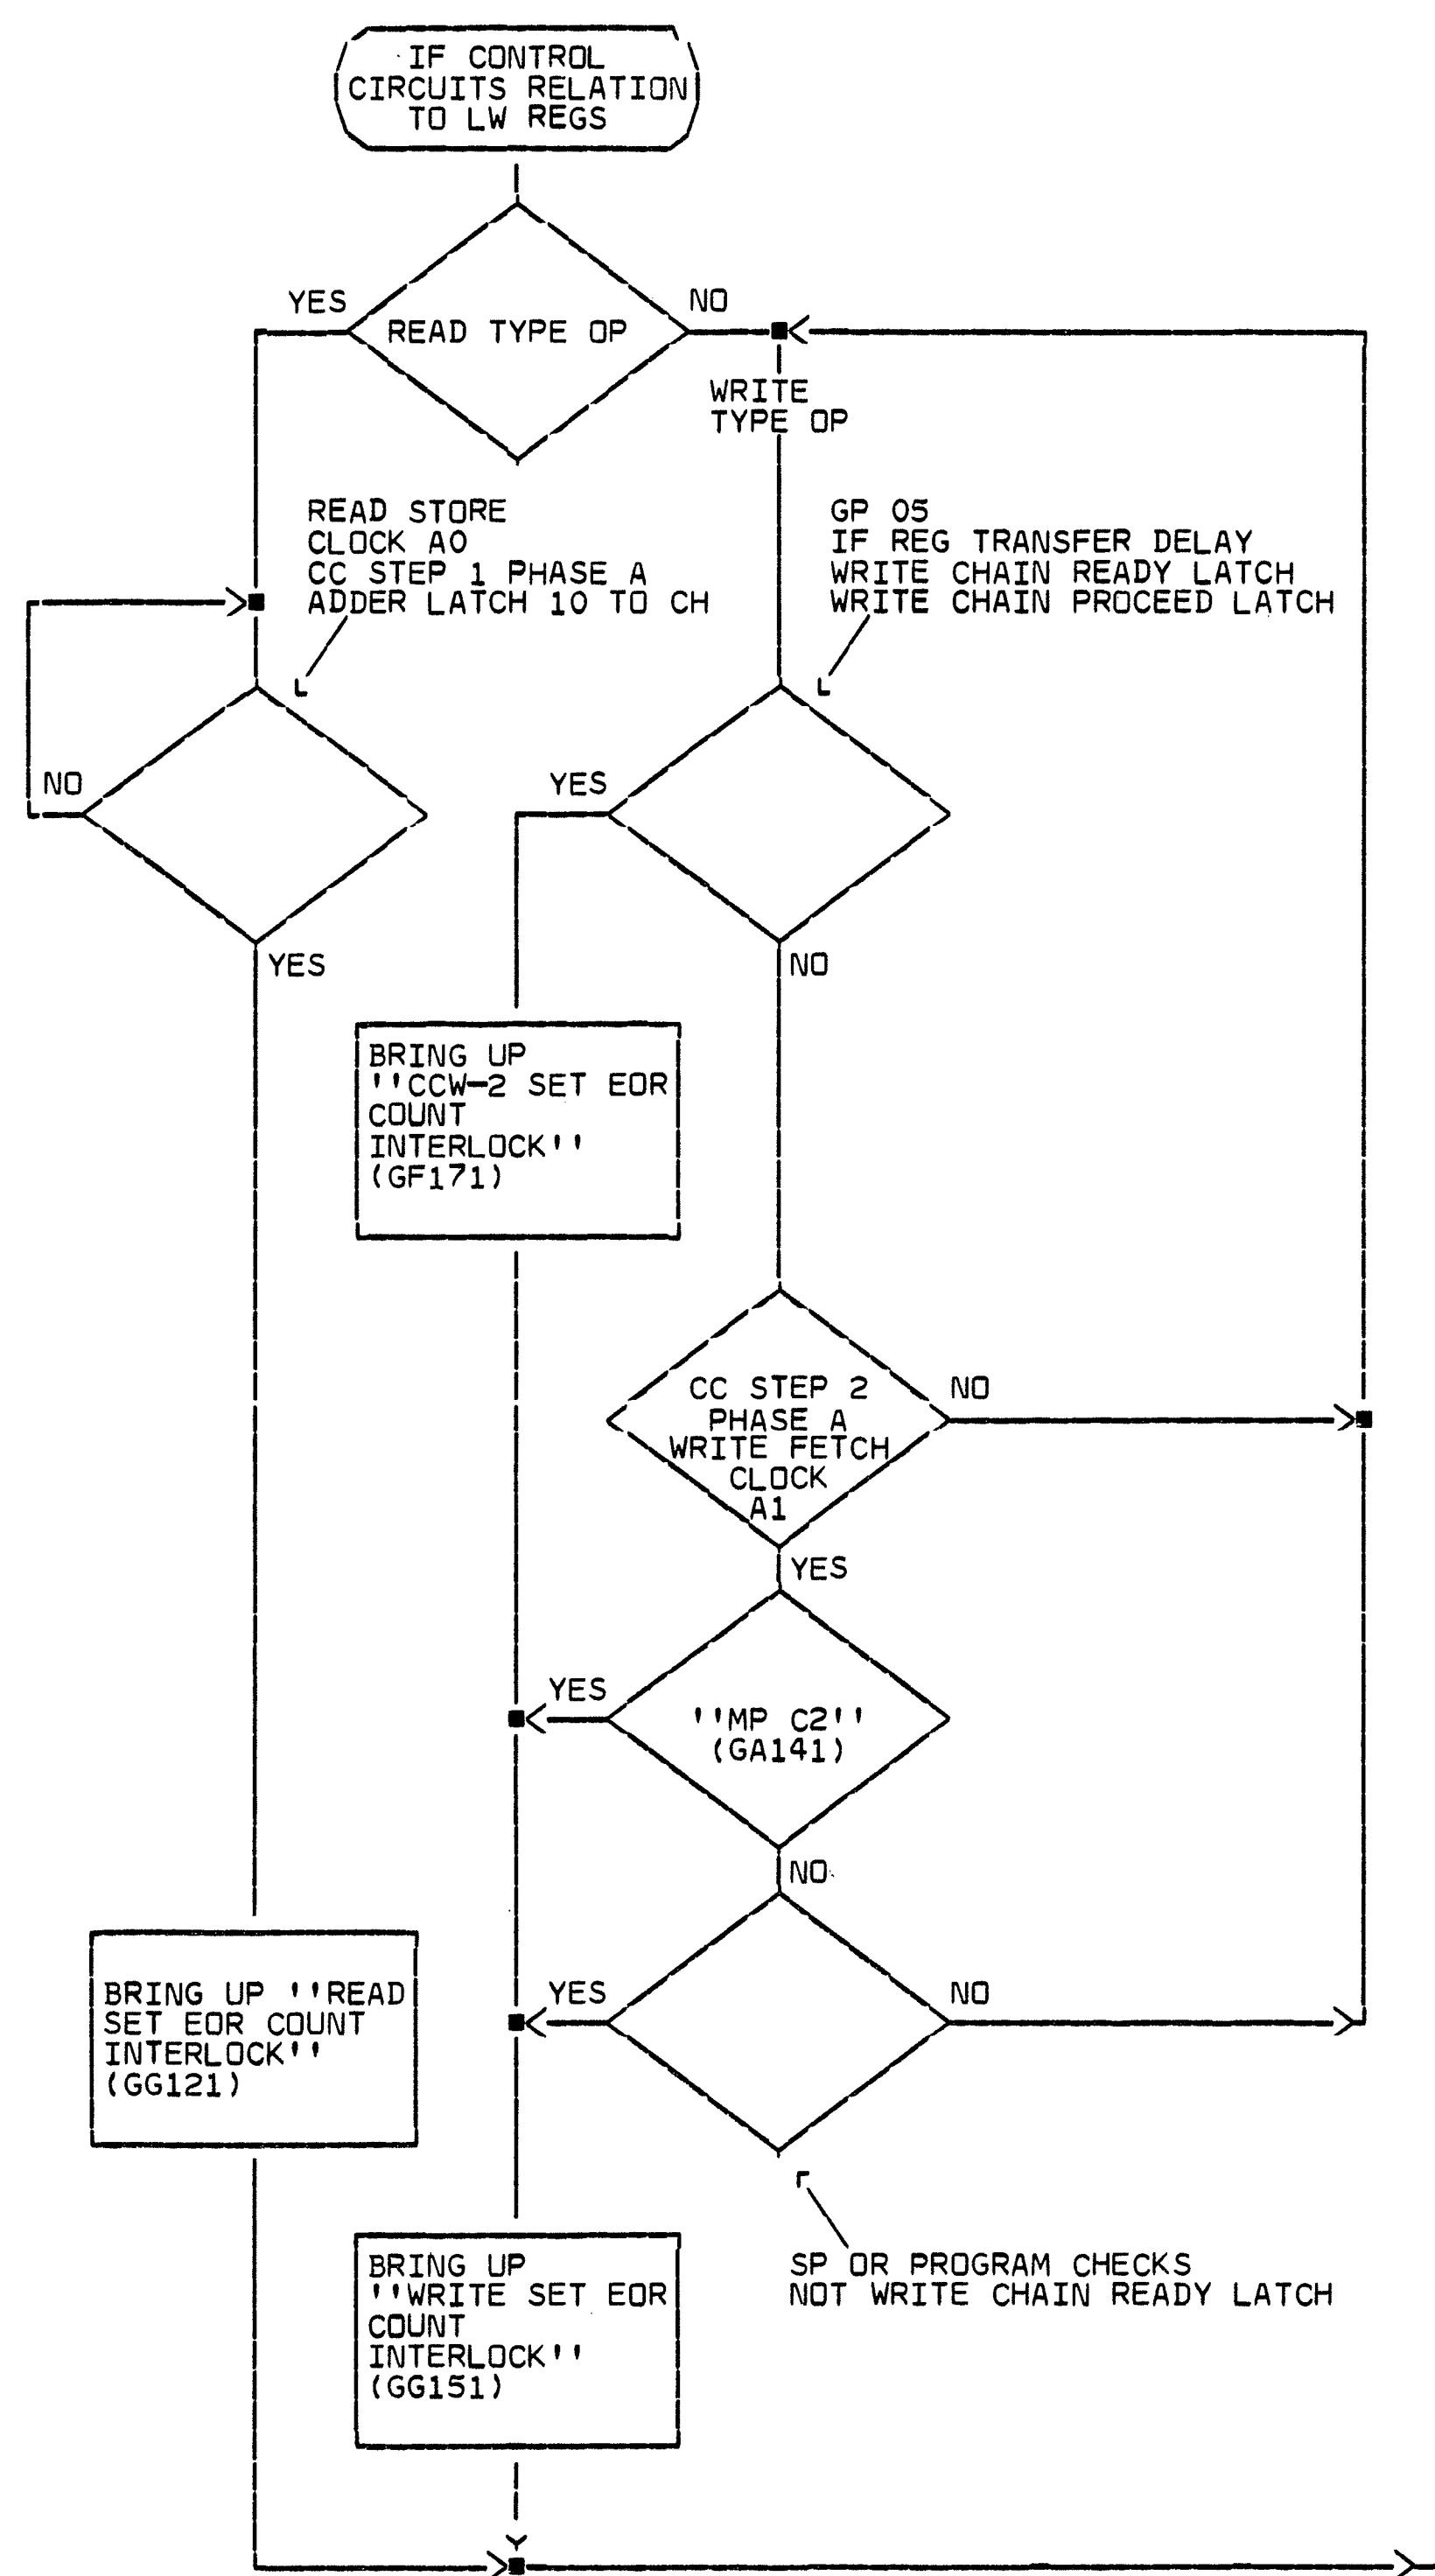 IF CONTROL
CIRCUITS RELATION
TO LW REGS
YES
READ TYPE OP
NO
WRITE
TYPE OP
READ STORE
CLOCK A0
CC STEP 1 PHASE A
ADDER LATCH 10 TO CH
GP 05
IF REG TRANSFER DELAY
WRITE CHAIN READY LATCH
WRITE CHAIN PROCEED LATCH
NO
YES
YES
NO
BRING UP
''CCW-2 SET EOR
COUNT
INTERLOCK''
(GF171)
CC STEP 2
PHASE A
WRITE FETCH
CLOCK
A1
NO
YES
YES
''MP C2''
(GA141)
NO
BRING UP ''READ
SET EOR COUNT
INTERLOCK''
(GG121)
YES
NO
BRING UP
''WRITE SET EOR
COUNT
INTERLOCK''
(GG151)
SP OR PROGRAM CHECKS
NOT WRITE CHAIN READY LATCH